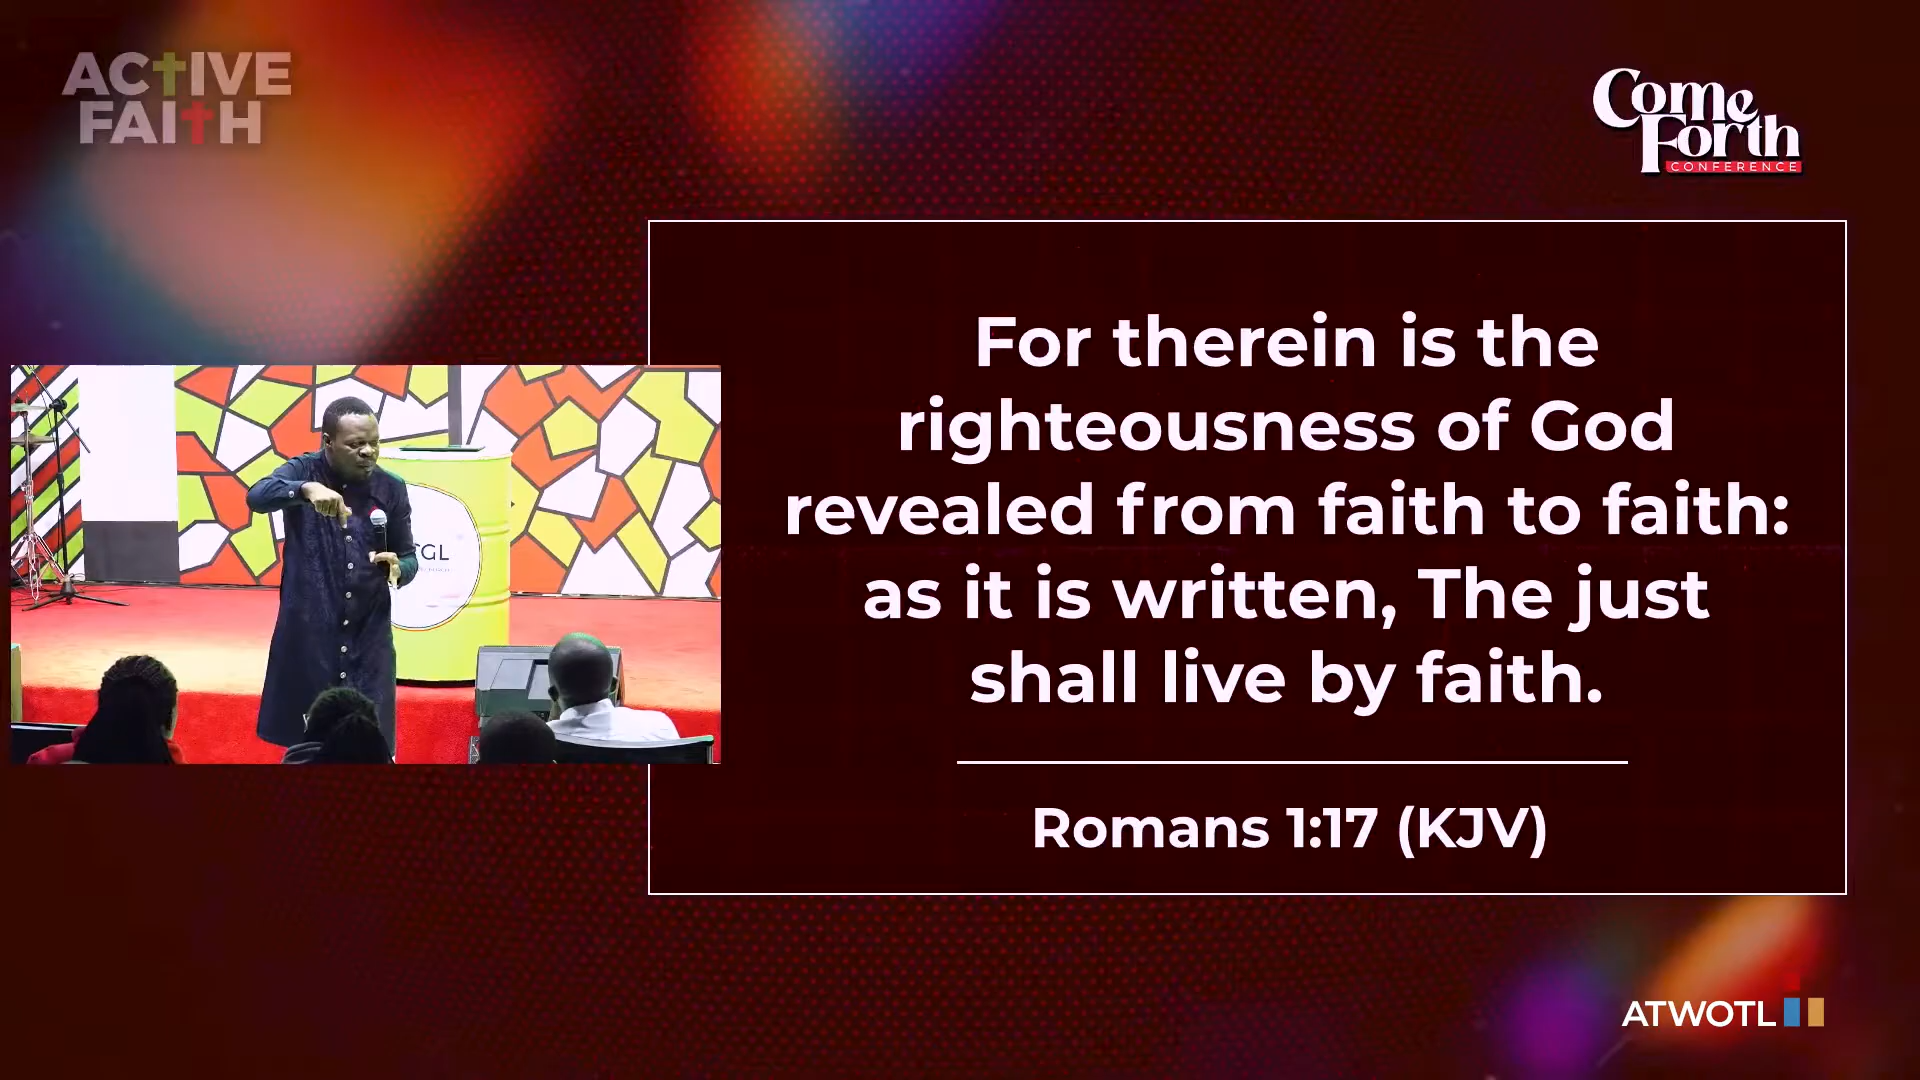 ACTIVE
FAITH
Come
Forth
CONFERENCE
For therein is the
righteousness of God
revealed from faith to faith:
as it is written, The just
shall live by faith.
Romans 1:17 (KJV)
GL
ATWOTL